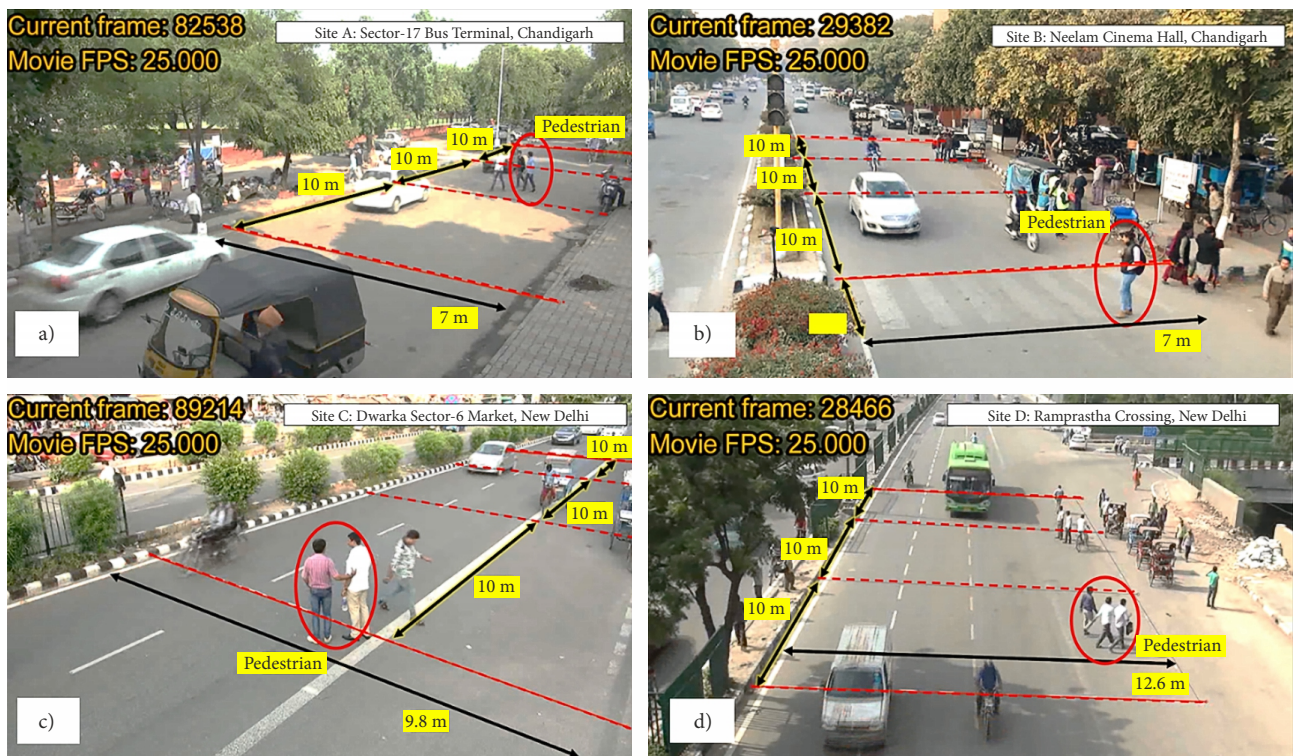 Current frame: 82538
Movie FPS: 25.000
Site A: Sector-17 Bus Terminal, Chandigarh
Pedestrian
10 m
10 m
10 m
7 m
a)
Current frame: 29382
Movie FPS: 25.000
Site B: Neelam Cinema Hall, Chandigarh
10 m
10 m
10 m
Pedestrian
7 m
b)
Current frame: 89214
Movie FPS: 25.000
Site C: Dwarka Sector-6 Market, New Delhi
10 m
10 m
10 m
Pedestrian
9.8 m
c)
Current frame: 28466
Movie FPS: 25.000
Site D: Ramprastha Crossing, New Delhi
10 m
10 m
10 m
Pedestrian
12.6 m
d)